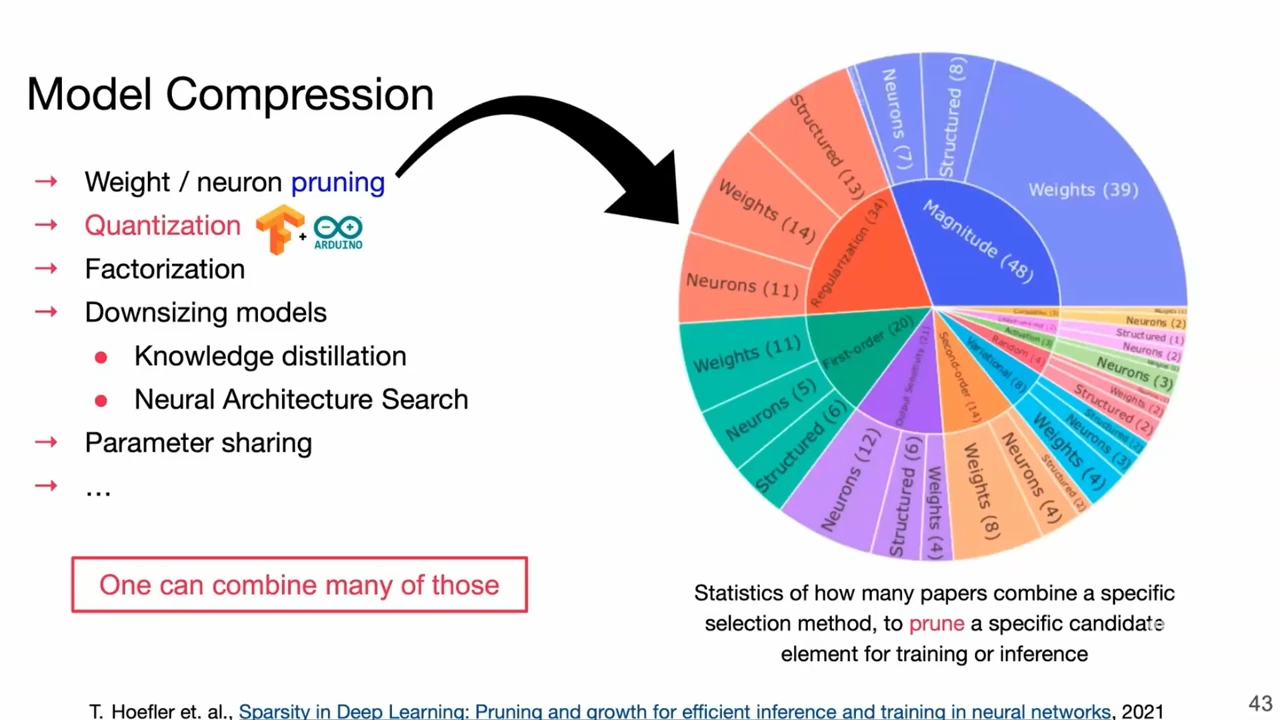 Model Compression
→ Weight / neuron pruning
→ Quantization + ARDUINO
→ Factorization
→ Downsizing models
● Knowledge distillation
● Neural Architecture Search
→ Parameter sharing
→ ...
One can combine many of those
Magnitude (48)
Weights (39)
Structured (8)
Neurons (7)
Regularization (34)
Structured (13)
Weights (14)
Neurons (11)
First-order (20)
Weights (11)
Neurons (5)
Structured (6)
Output Sensitivity (21)
Neurons (12)
Structured (6)
Weights (4)
Second-order (14)
Weights (8)
Neurons (4)
Structured (2)
Variational (8)
Weights (4)
Neurons (3)
Structured (2)
Random (4)
Structured (2)
Weights (2)
Activation (3)
Neurons (3)
Neurons (2)
Structured (1)
Neurons (2)
Statistics of how many papers combine a specific
selection method, to prune a specific candidate
element for training or inference
T. Hoefler et. al., Sparsity in Deep Learning: Pruning and growth for efficient inference and training in neural networks, 2021
43